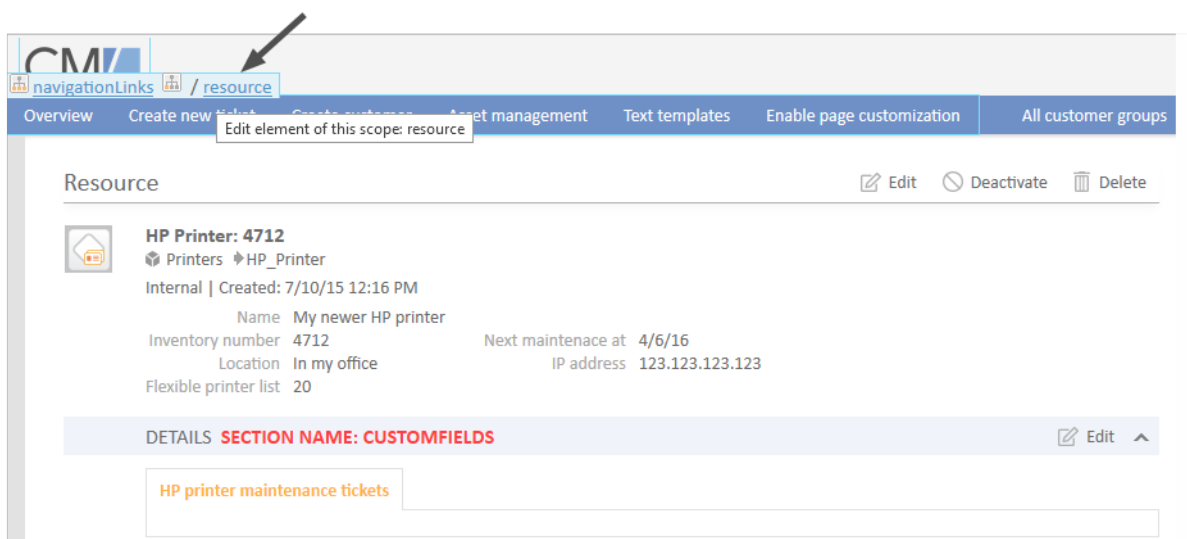 CM/
navigationLinks / resource
Overview Create new ticket Create customer Asset management Text templates Enable page customization All customer groups
Edit element of this scope: resource
Resource Edit Deactivate Delete
HP Printer: 4712
Printers HP_Printer
Internal | Created: 7/10/15 12:16 PM
Name My newer HP printer
Inventory number 4712 Next maintenace at 4/6/16
Location In my office IP address 123.123.123.123
Flexible printer list 20
DETAILS SECTION NAME: CUSTOMFIELDS Edit
HP printer maintenance tickets